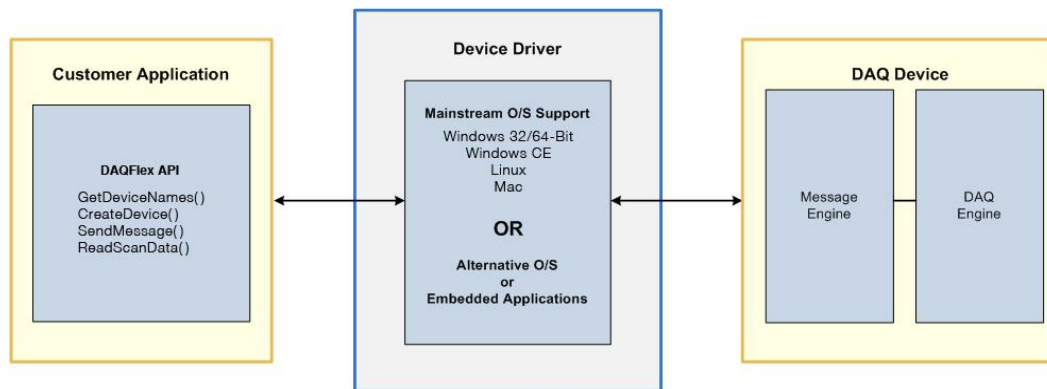 Customer Application
DAQFlex API
GetDeviceNames()
CreateDevice()
SendMessage()
ReadScanData()
Device Driver
Mainstream O/S Support
Windows 32/64-Bit
Windows CE
Linux
Mac
OR
Alternative O/S
or
Embedded Applications
DAQ Device
Message
Engine
DAQ
Engine